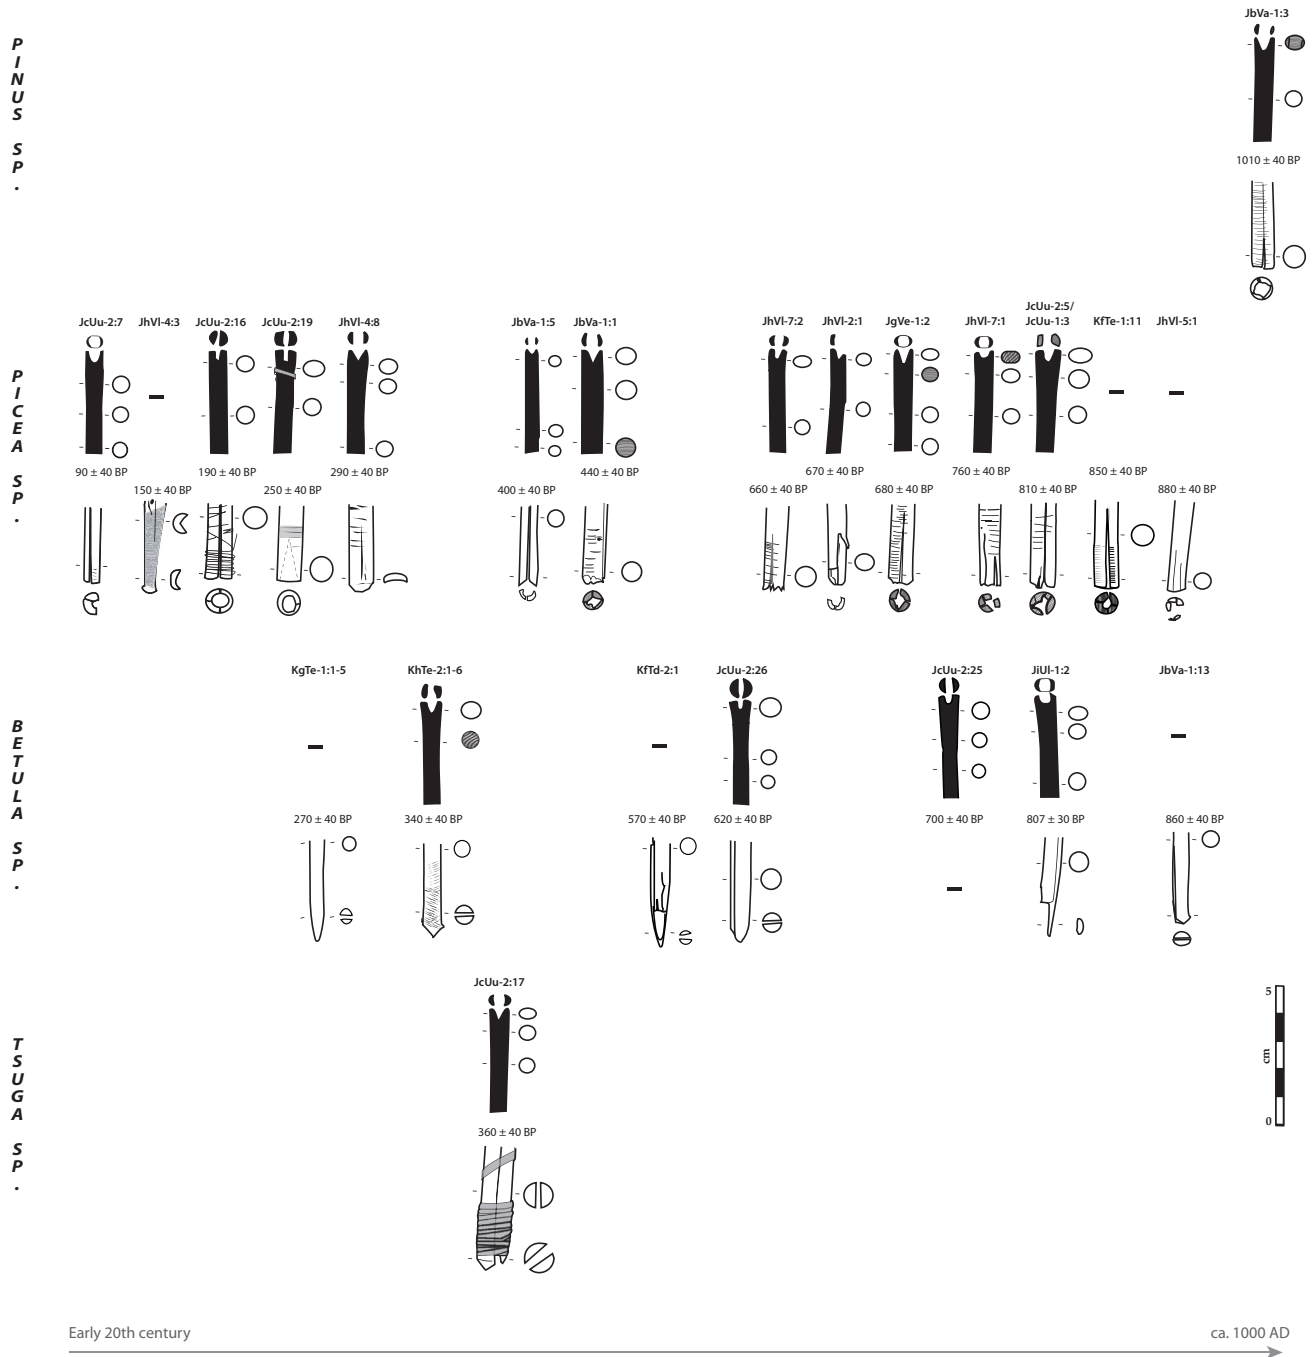 JbVa-1:3
PINUS SP.
1010 ± 40 BP
JcUu-2:7
JhVl-4:3
JcUu-2:16
JcUu-2:19
JhVl-4:8
JbVa-1:5
JbVa-1:1
JhVl-7:2
JhVl-2:1
JgVe-1:2
JhVl-7:1
JcUu-2:5/
JcUu-1:3
KfTe-1:11
JhVl-5:1
PICEA SP.
90 ± 40 BP
150 ± 40 BP
190 ± 40 BP
250 ± 40 BP
290 ± 40 BP
400 ± 40 BP
440 ± 40 BP
660 ± 40 BP
670 ± 40 BP
680 ± 40 BP
760 ± 40 BP
810 ± 40 BP
850 ± 40 BP
880 ± 40 BP
KgTe-1:1-5
KhTe-2:1-6
KfTd-2:1
JcUu-2:26
JcUu-2:25
JiUl-1:2
JbVa-1:13
BETULA SP.
270 ± 40 BP
340 ± 40 BP
570 ± 40 BP
620 ± 40 BP
700 ± 40 BP
807 ± 30 BP
860 ± 40 BP
JcUu-2:17
TSUGA SP.
360 ± 40 BP
5
cm
0
Early 20th century
ca. 1000 AD